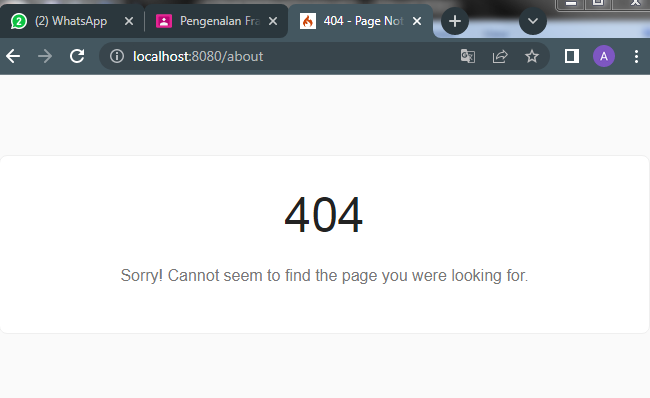 2 (2) WhatsApp
Pengenalan Fra
404 - Page Not
localhost:8080/about
A
404
Sorry! Cannot seem to find the page you were looking for.